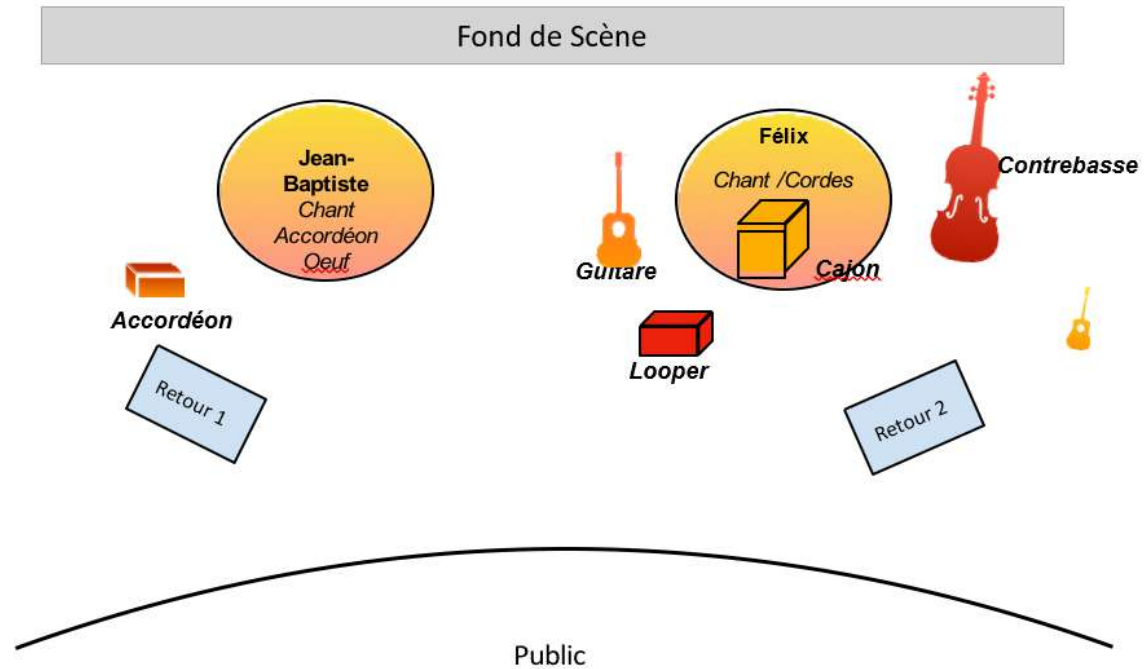 Fond de Scène
Jean-
Baptiste
Chant
Accordéon
Oeuf
Félix
Chant /Cordes
Contrebasse
Guitare
Cajon
Accordéon
Looper
Retour 1
Retour 2
Public